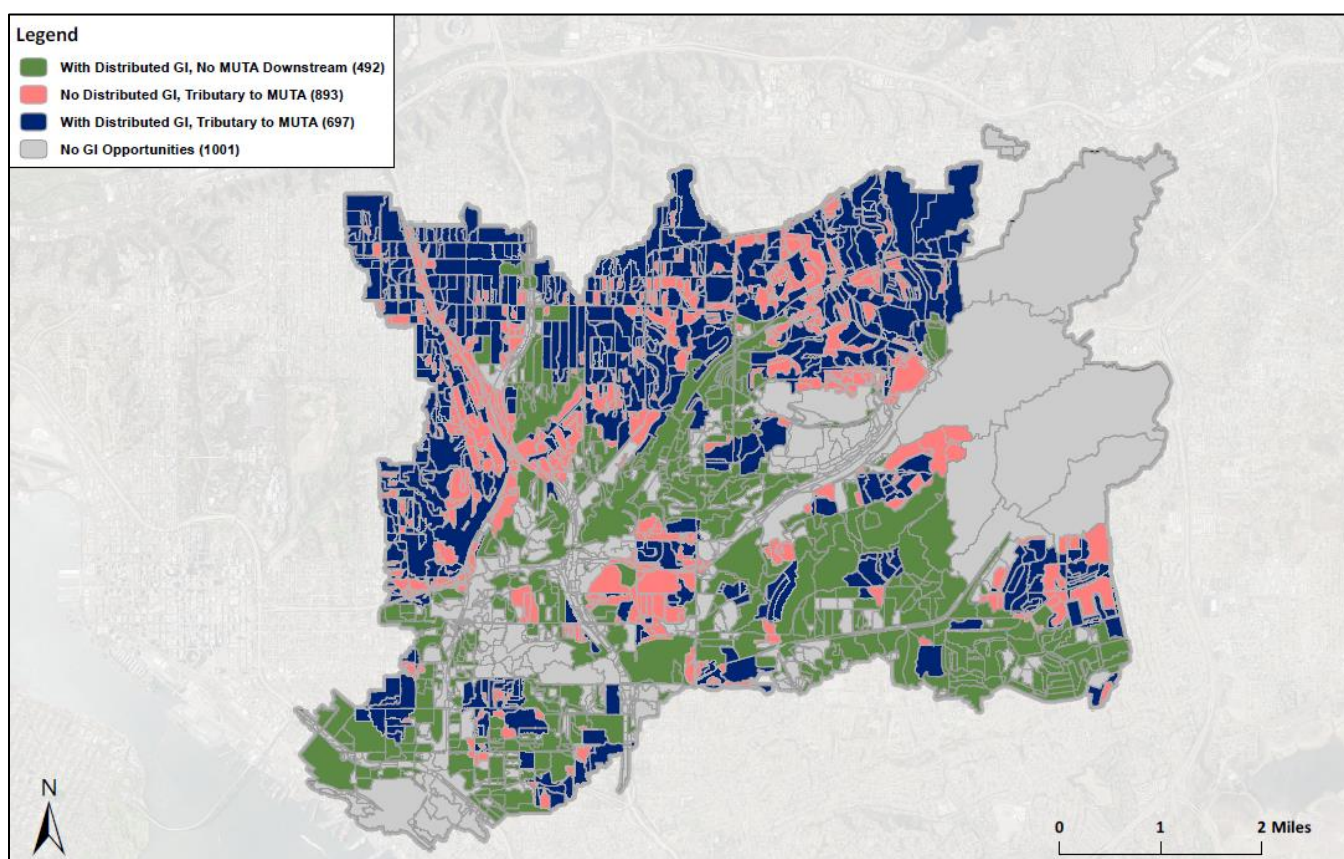 Legend
With Distributed GI, No MUTA Downstream (492)
No Distributed GI, Tributary to MUTA (893)
With Distributed GI, Tributary to MUTA (697)
No GI Opportunities (1001)
N
0 1 2 Miles